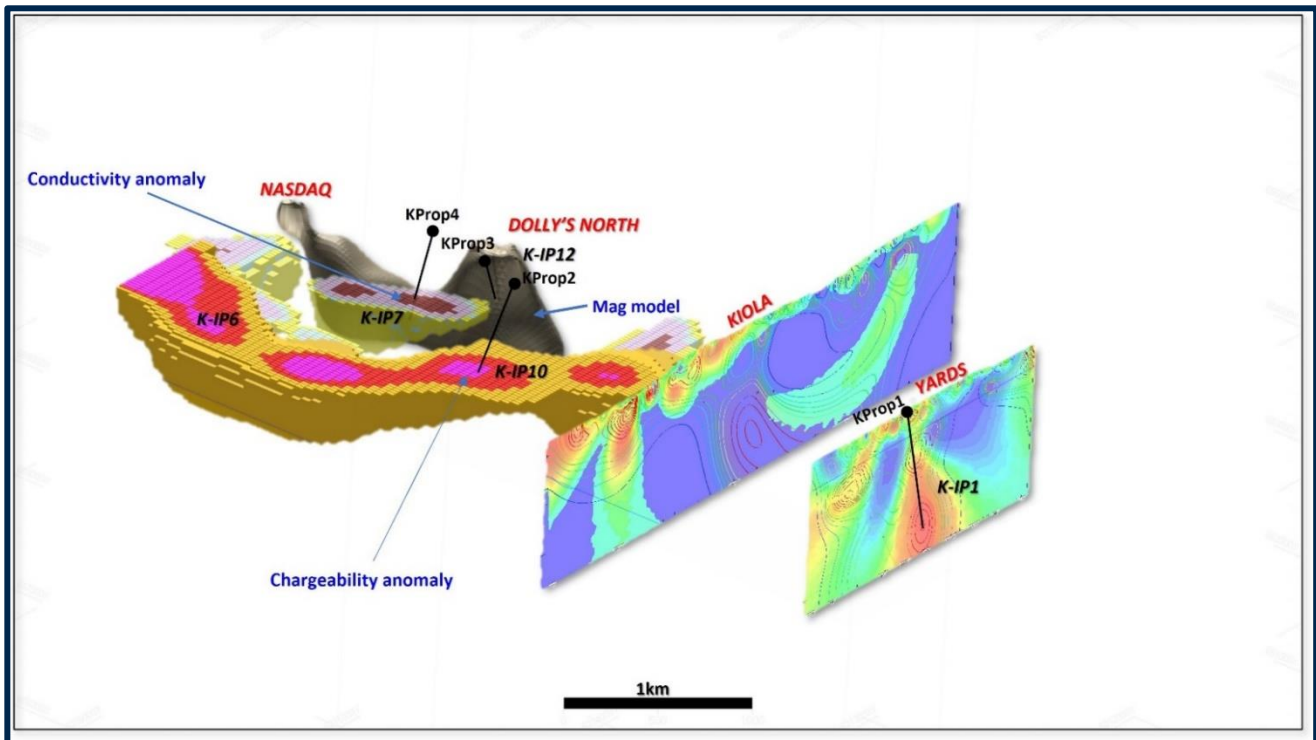 Conductivity anomaly
NASDAQ
KProp4
DOLLY'S NORTH
KProp3
K-IP12
KProp2
Mag model
K-IP6
K-IP7
KIOLA
K-IP10
YARDS
KProp1
K-IP1
Chargeability anomaly
1km